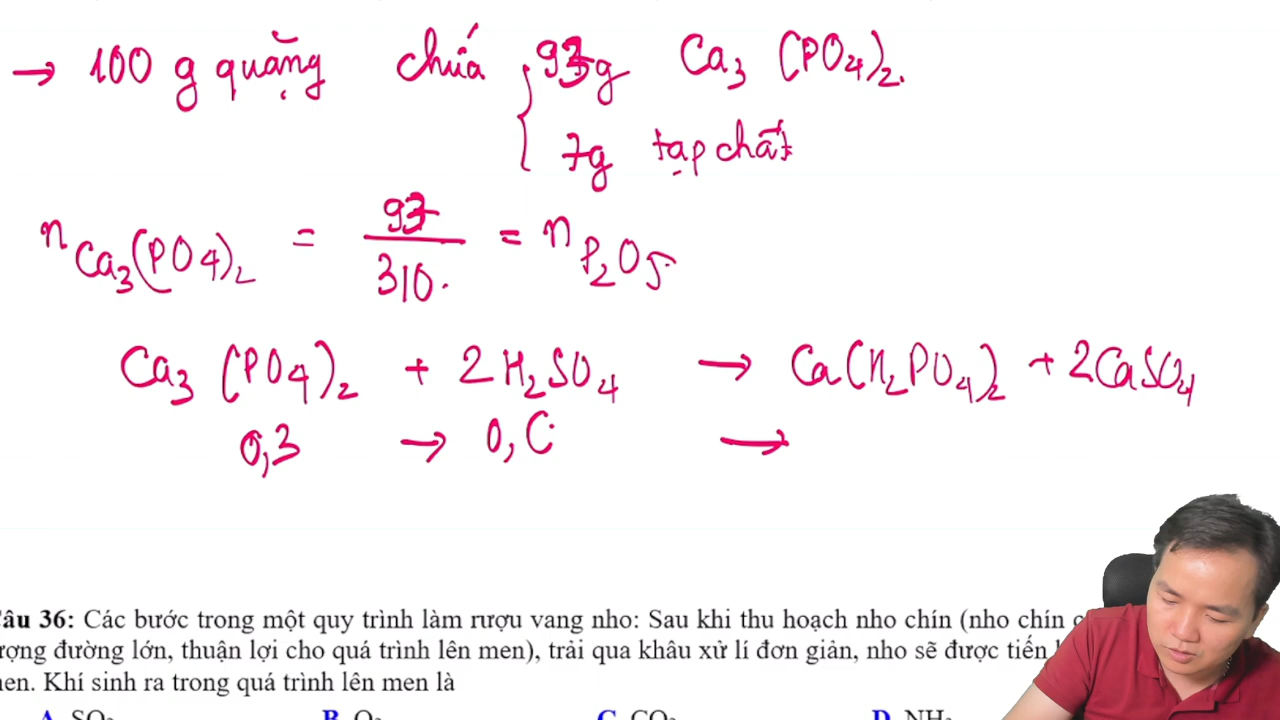 → 100 g quặng chứa { 93g Ca3(PO4)2.
7g tạp chất
nCa3(PO4)2 = 93/310. = nP2O5.
Ca3(PO4)2 + 2H2SO4 → Ca(H2PO4)2 + 2CaSO4
0,3 → 0, →
Câu 36: Các bước trong một quy trình làm rượu vang nho: Sau khi thu hoạch nho chín (nho chín
lượng đường lớn, thuận lợi cho quá trình lên men), trải qua khâu xử lí đơn giản, nho sẽ được tiến
men. Khí sinh ra trong quá trình lên men là
A. SO2 B. O2 C. CO2 D. NH3